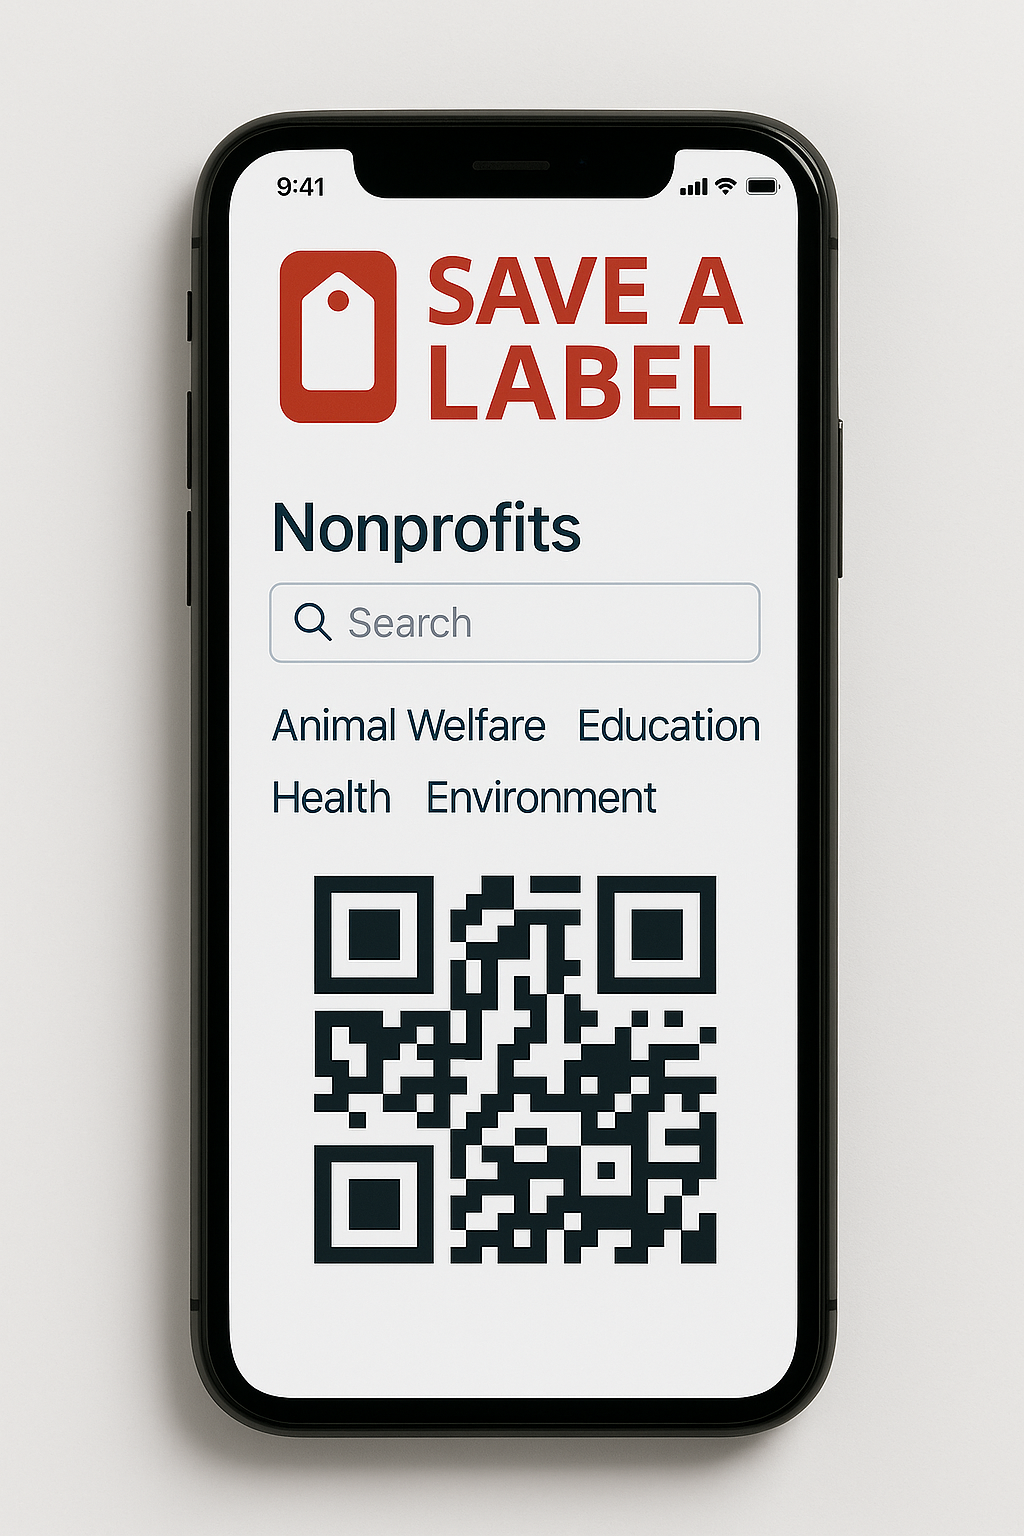 9:41
SAVE A
LABEL
Nonprofits
Search
Animal Welfare Education
Health Environment